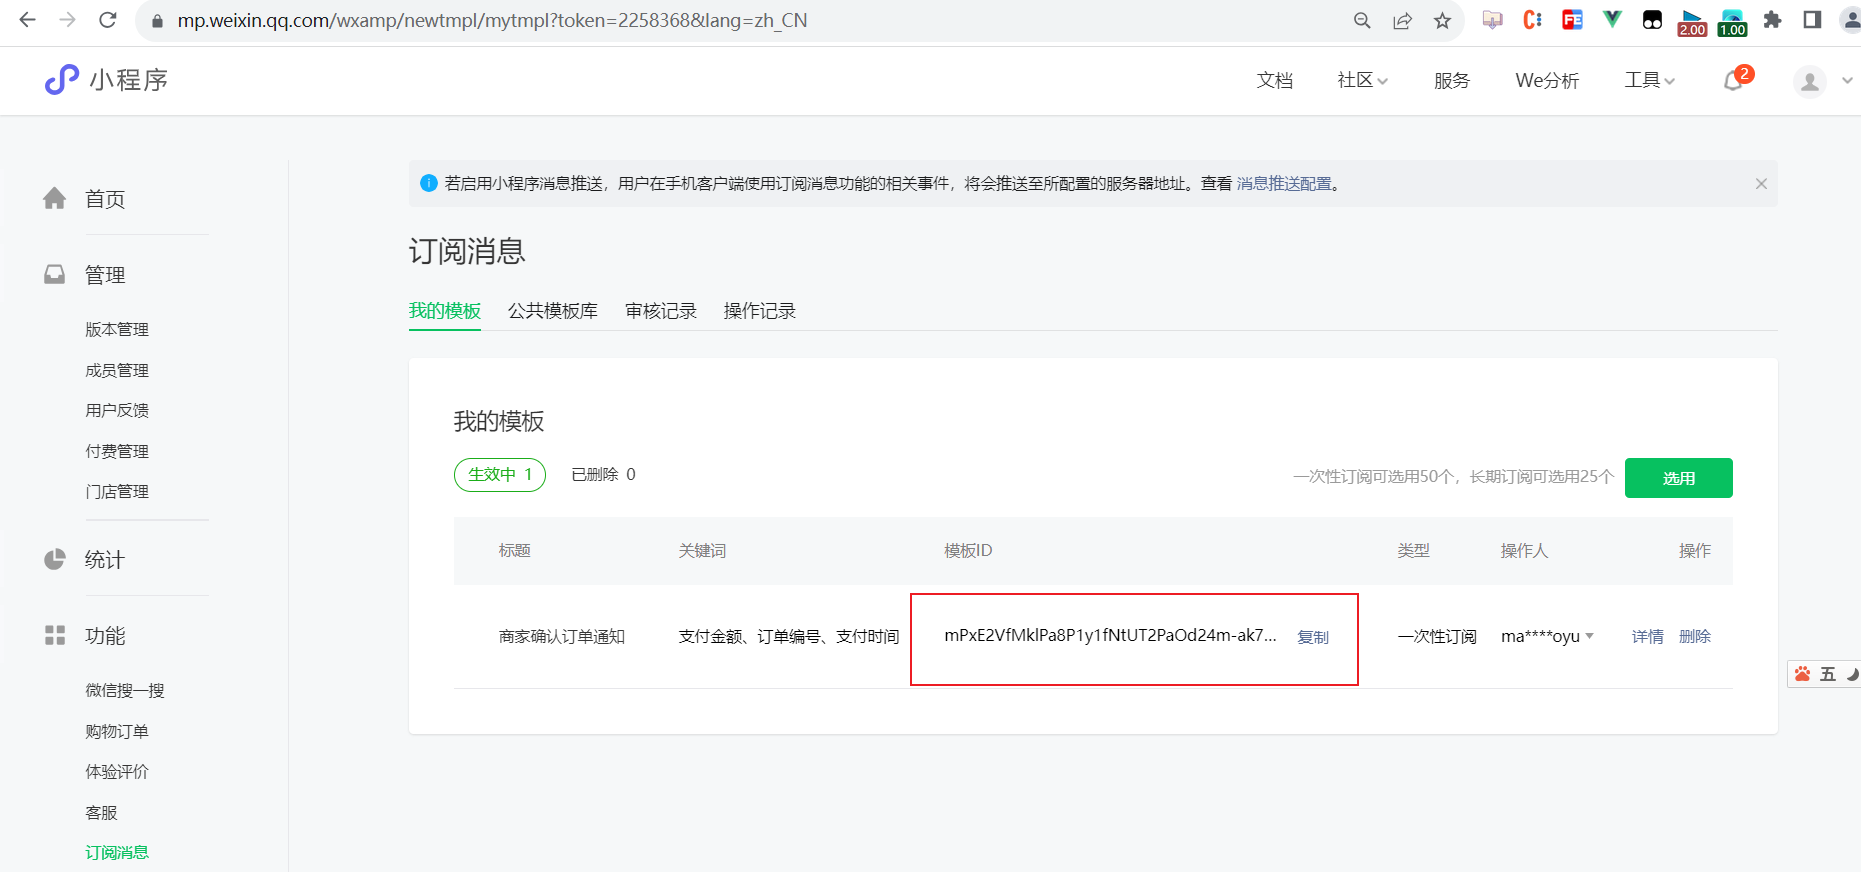 mp.weixin.qq.com/wxamp/newtmpl/mytmpl?token=2258368&lang=zh_CN
2.00 1.00
小程序 文档 社区 服务 We分析 工具 2
若启用小程序消息推送，用户在手机客户端使用订阅消息功能的相关事件，将会推送至所配置的服务器地址。查看 消息推送配置。
首页
管理
版本管理
成员管理
用户反馈
付费管理
门店管理
统计
功能
微信搜一搜
购物订单
体验评价
客服
订阅消息
订阅消息
我的模板 公共模板库 审核记录 操作记录
我的模板
生效中 1 已删除 0 一次性订阅可选用50个，长期订阅可选用25个 选用
标题 关键词 模板ID 类型 操作人 操作
商家确认订单通知 支付金额、订单编号、支付时间 mPxE2VfMklPa8P1y1fNtUT2PaOd24m-ak7... 复制 一次性订阅 ma****oyu 详情 删除
五